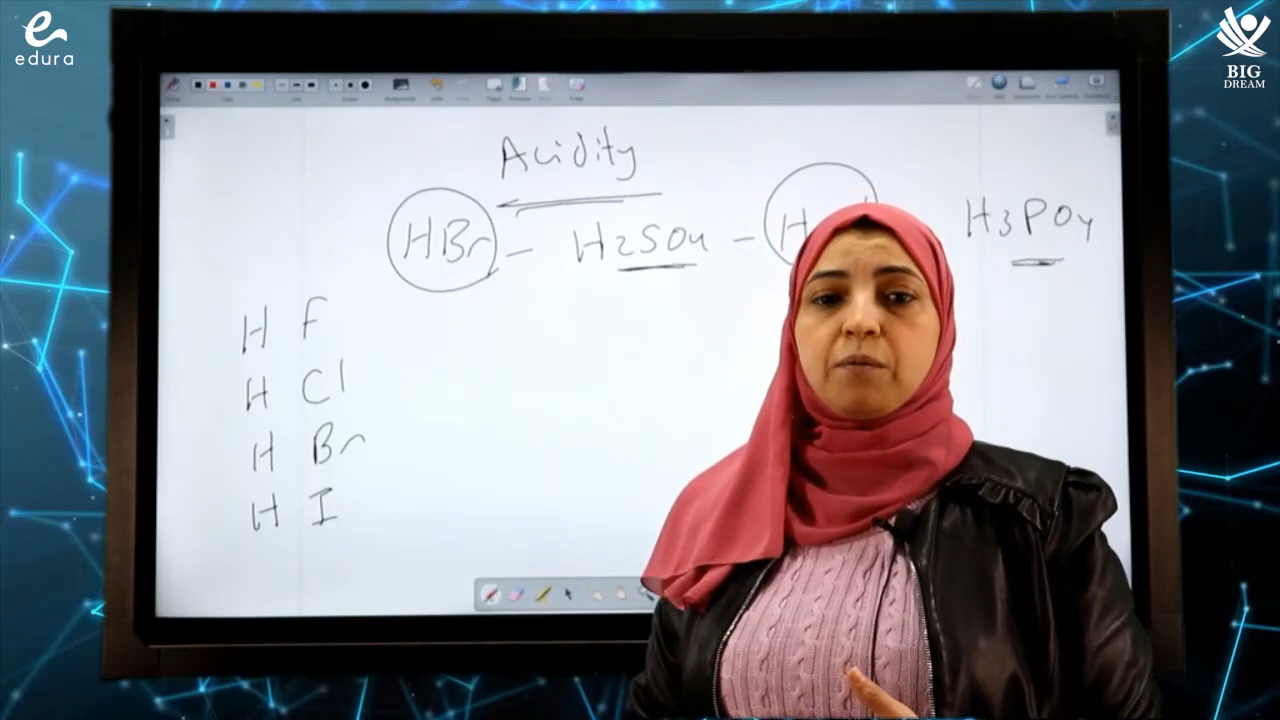 edura
BIG
DREAM
Acidity
HBr - H2SO4 - H H3PO4
H F
H Cl
H Br
H I